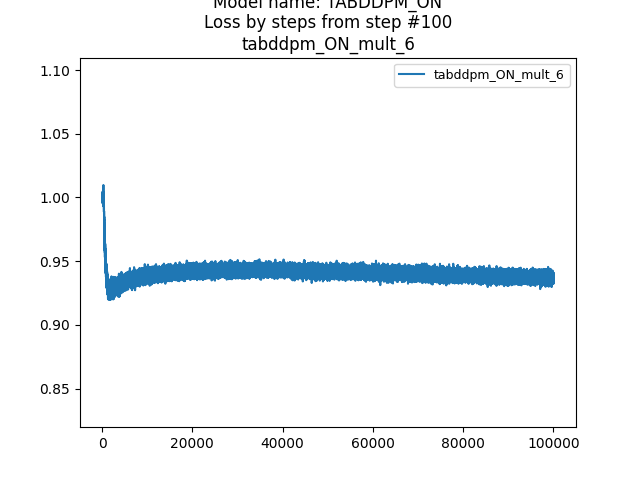 Model name: TABDDPM_ON
Loss by steps from step #100
tabddpm_ON_mult_6
tabddpm_ON_mult_6
1.10
1.05
1.00
0.95
0.90
0.85
0 20000 40000 60000 80000 100000